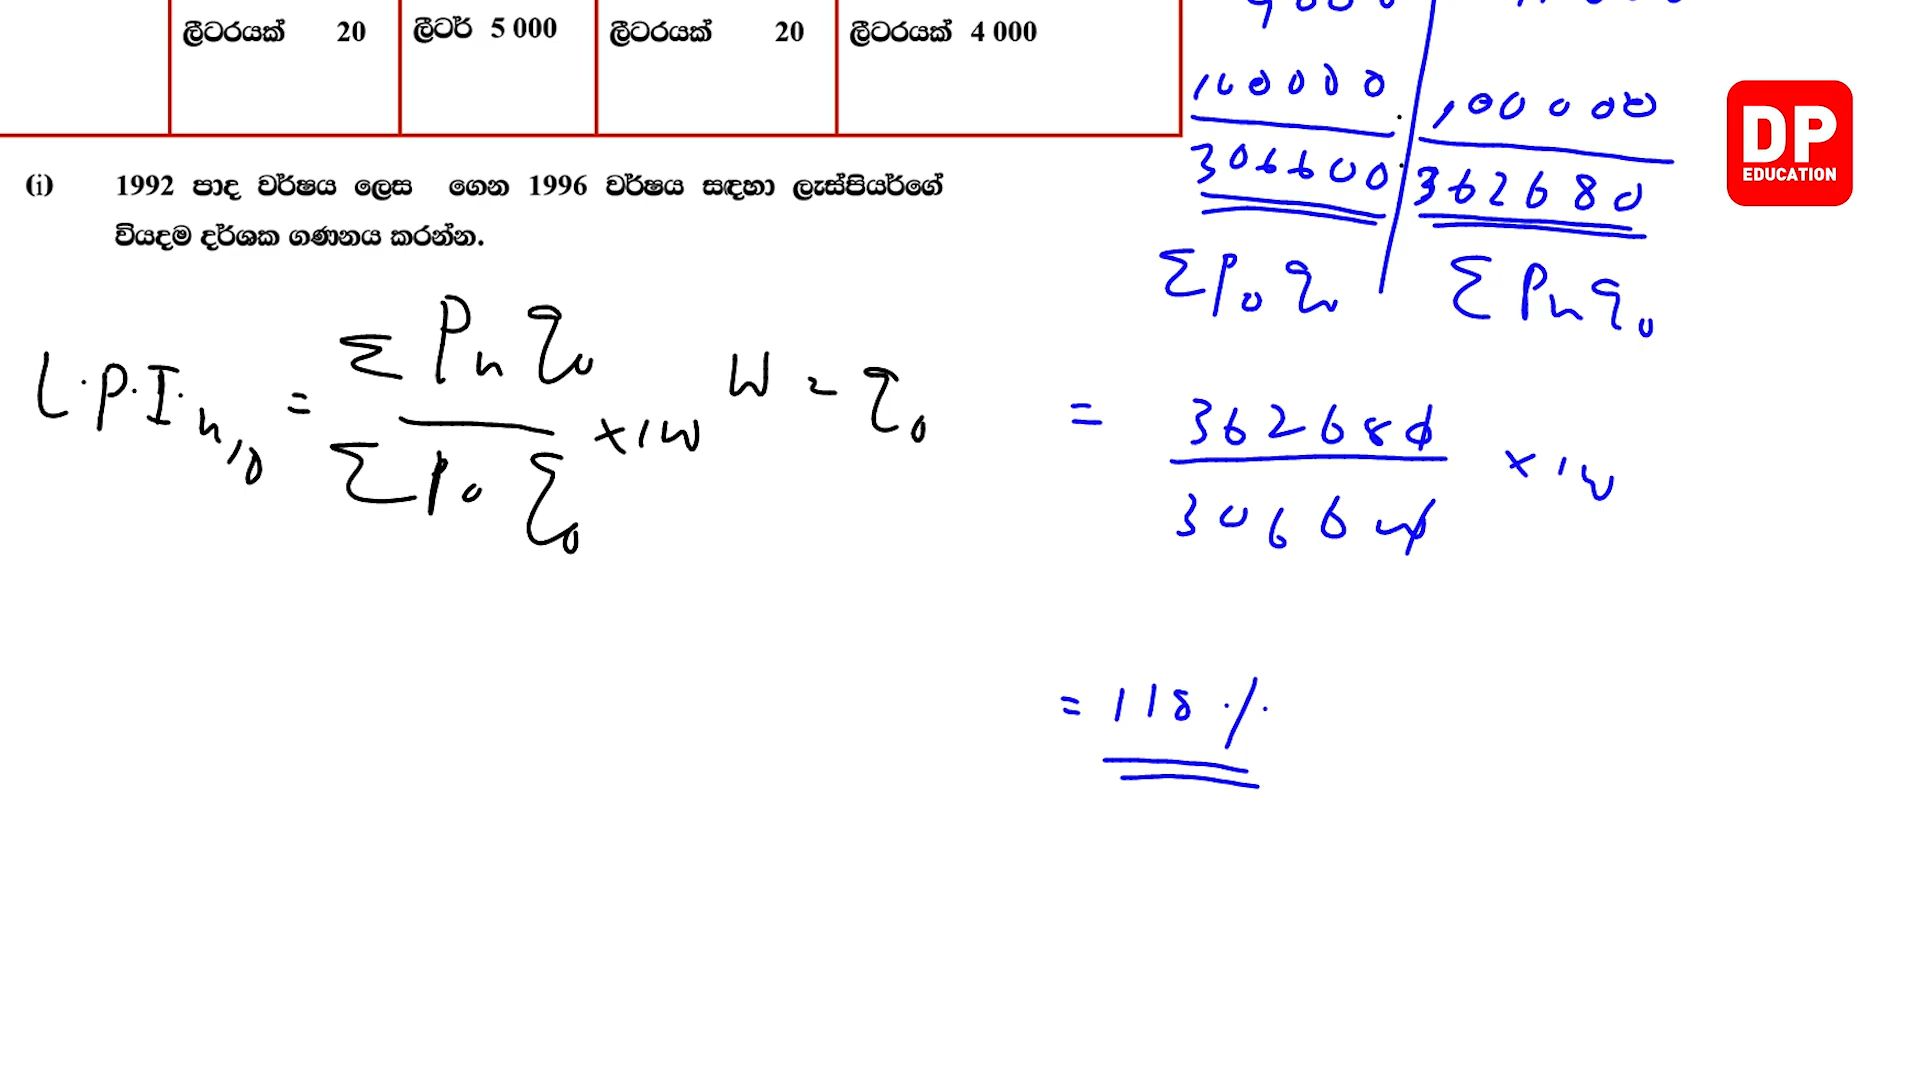 ලීටරයක් 20 ලීටර් 5 000 ලීටරයක් 20 ලීටරයක් 4 000
100000 100000
306600 362680
ΣP₀q₀ ΣPₙq₀
DP
EDUCATION
(i) 1992 පාද වර්ෂය ලෙස ගෙන 1996 වර්ෂය සඳහා ලැස්පියර්ගේ
වියදම් දර්ශක ගණනය කරන්න.
L.P.I.ₙ,₀ = ΣPₙq₀ / ΣP₀q₀ ×100 W = q₀
= 362680 / 306600 ×100
= 118 %